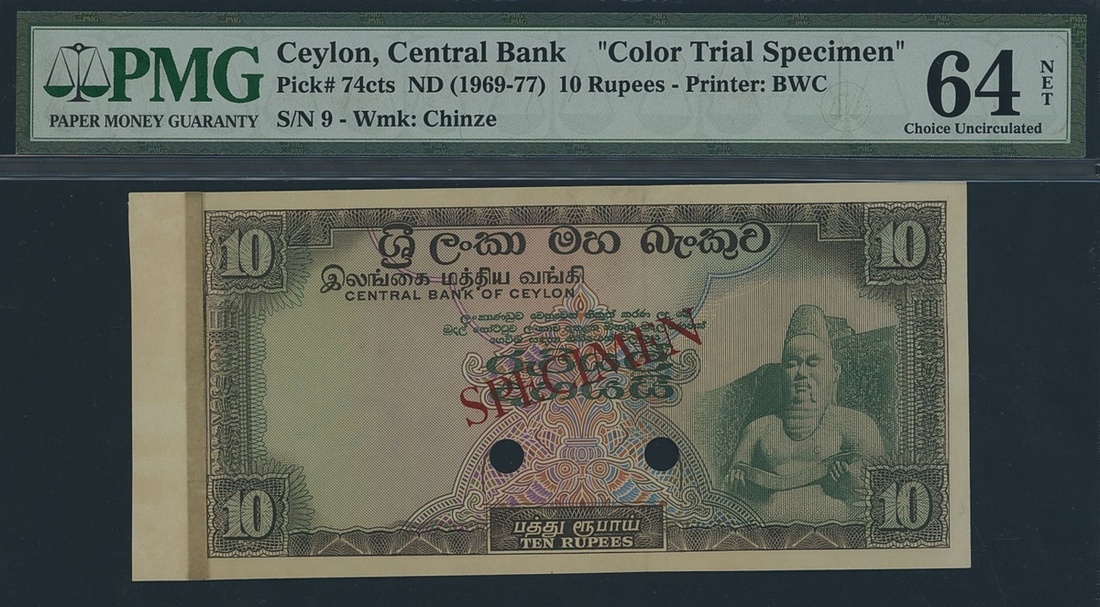 PMG
PAPER MONEY GUARANTY
Ceylon, Central Bank "Color Trial Specimen"
Pick# 74cts ND (1969-77) 10 Rupees - Printer: BWC
S/N 9 - Wmk: Chinze
64
NET
Choice Uncirculated
10
ශ්‍රී ලංකා මහ බැංකුව
10
இலங்கை மத்திய வங்கி
CENTRAL BANK OF CEYLON
SPECIMEN
10
பத்து ரூபாய்
TEN RUPEES
10